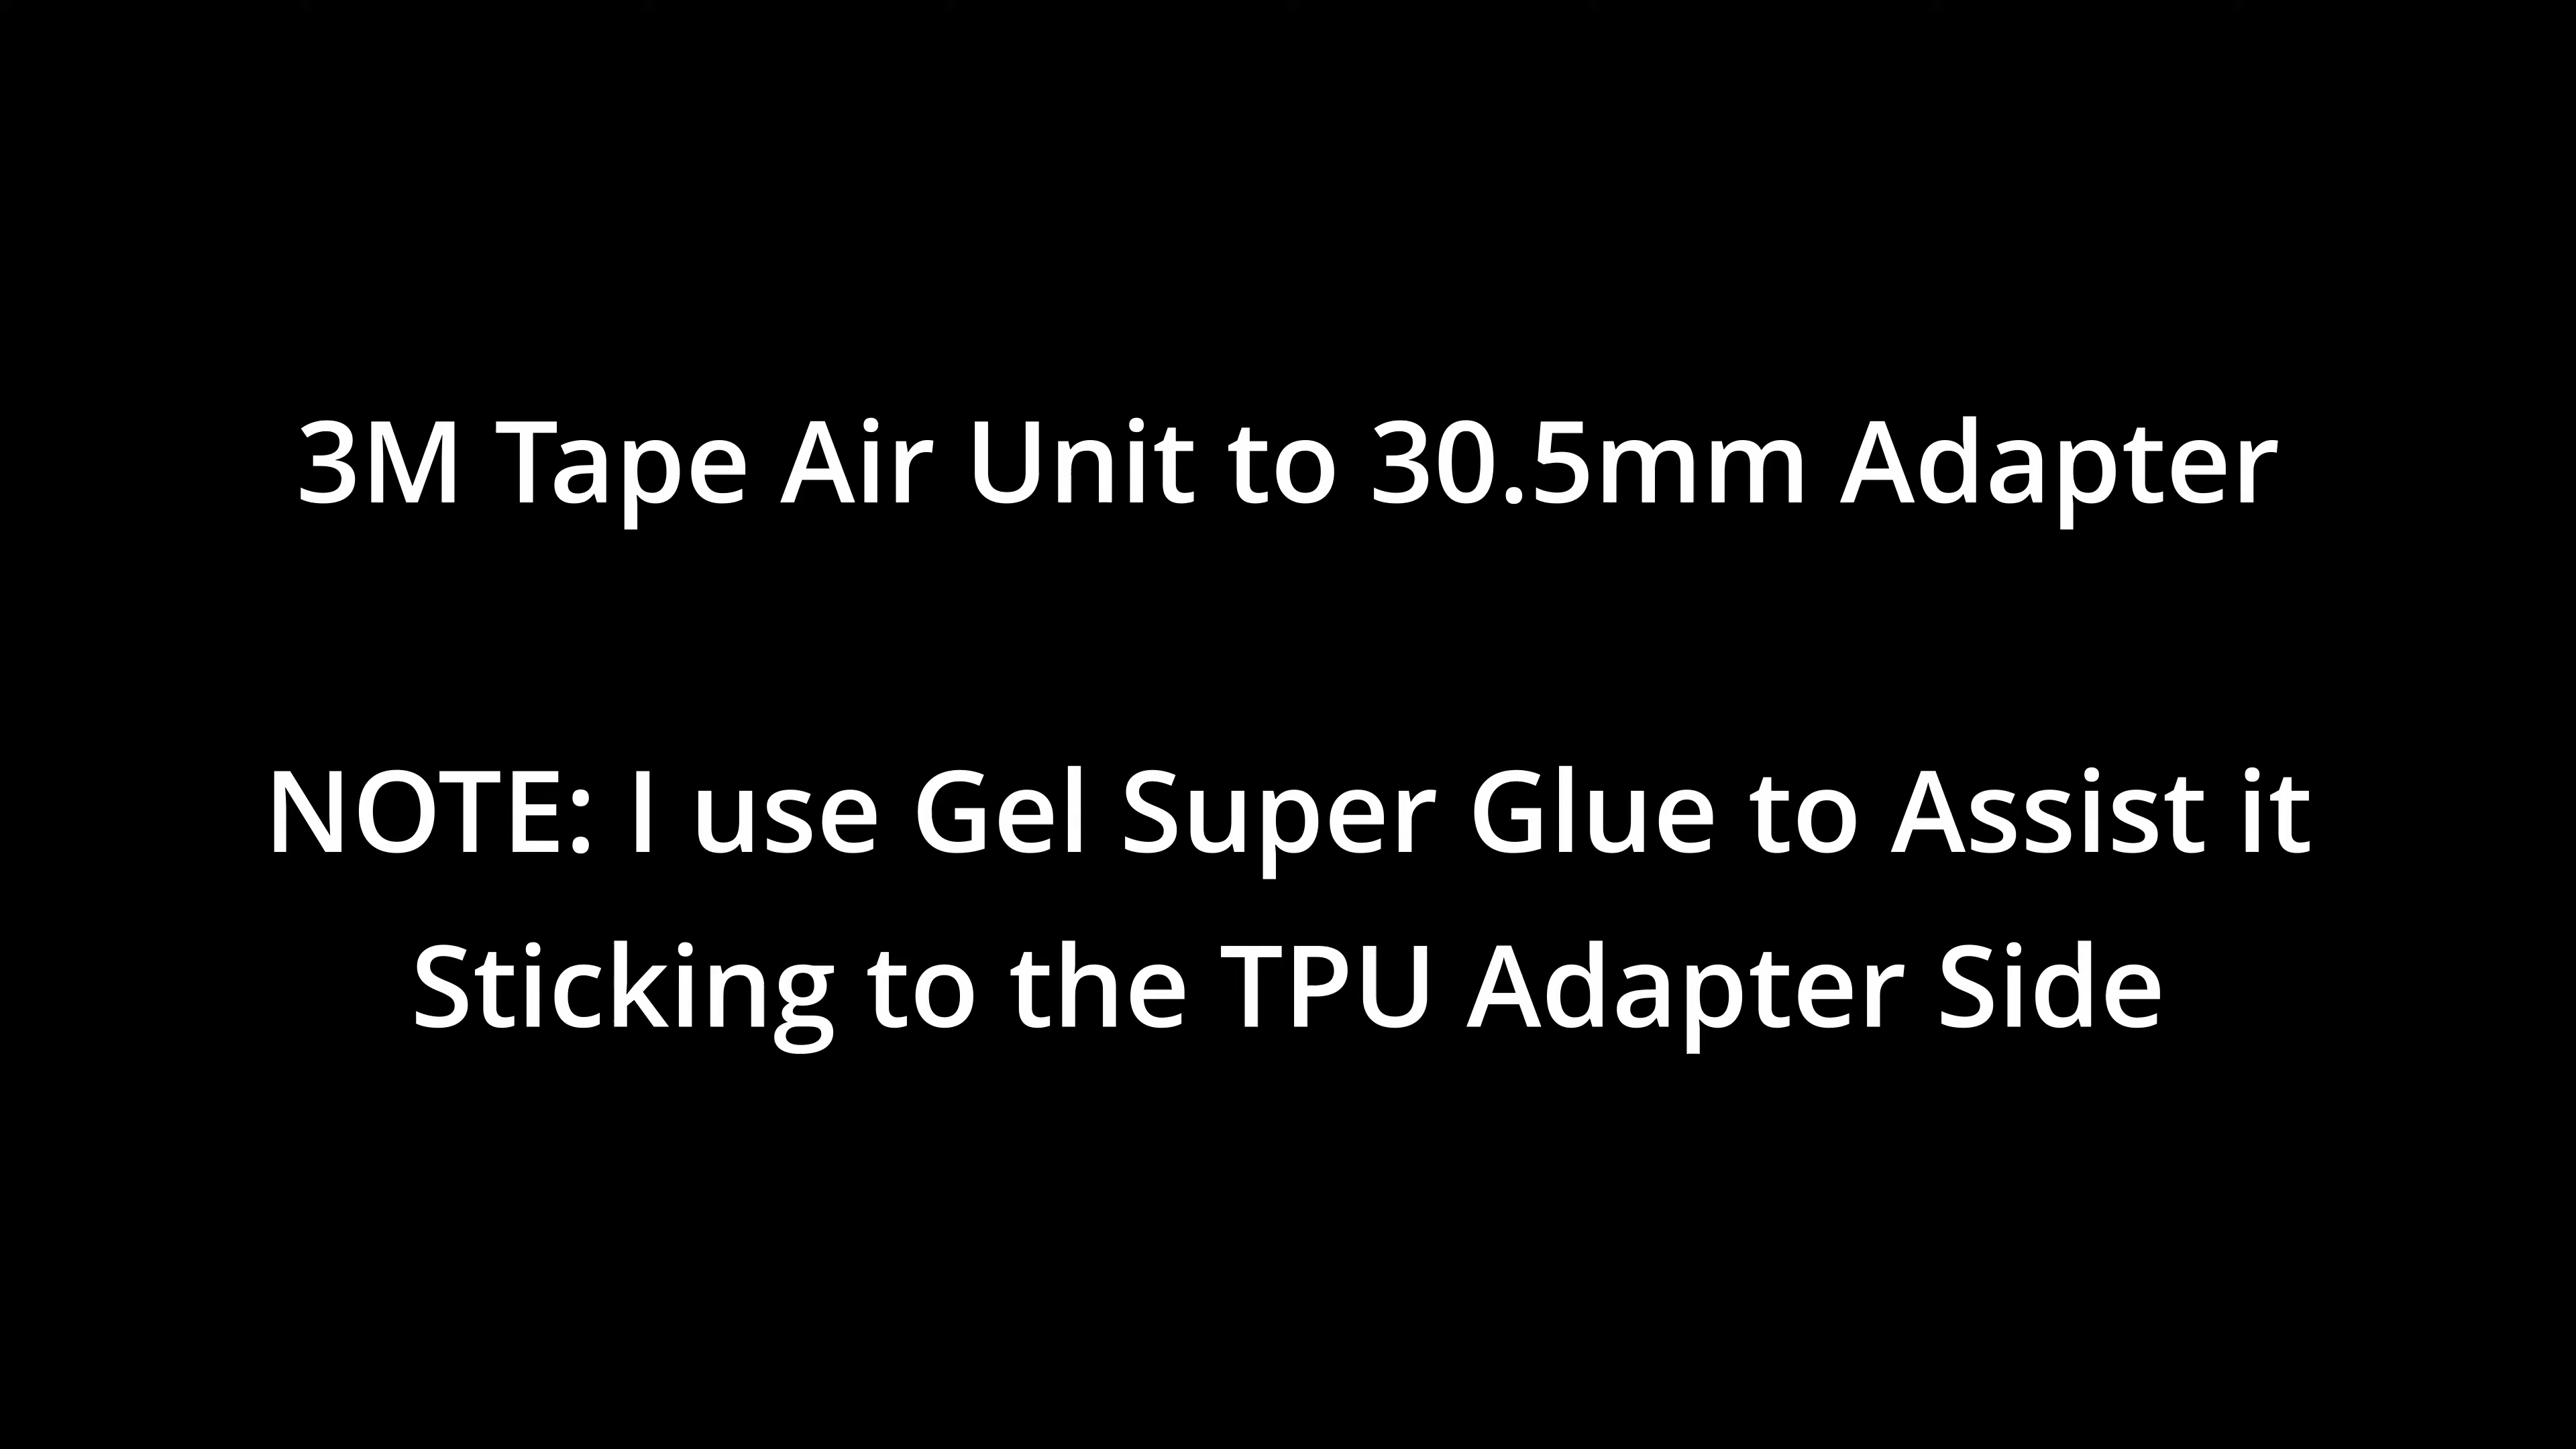 3M Tape Air Unit to 30.5mm Adapter
NOTE: I use Gel Super Glue to Assist it
Sticking to the TPU Adapter Side